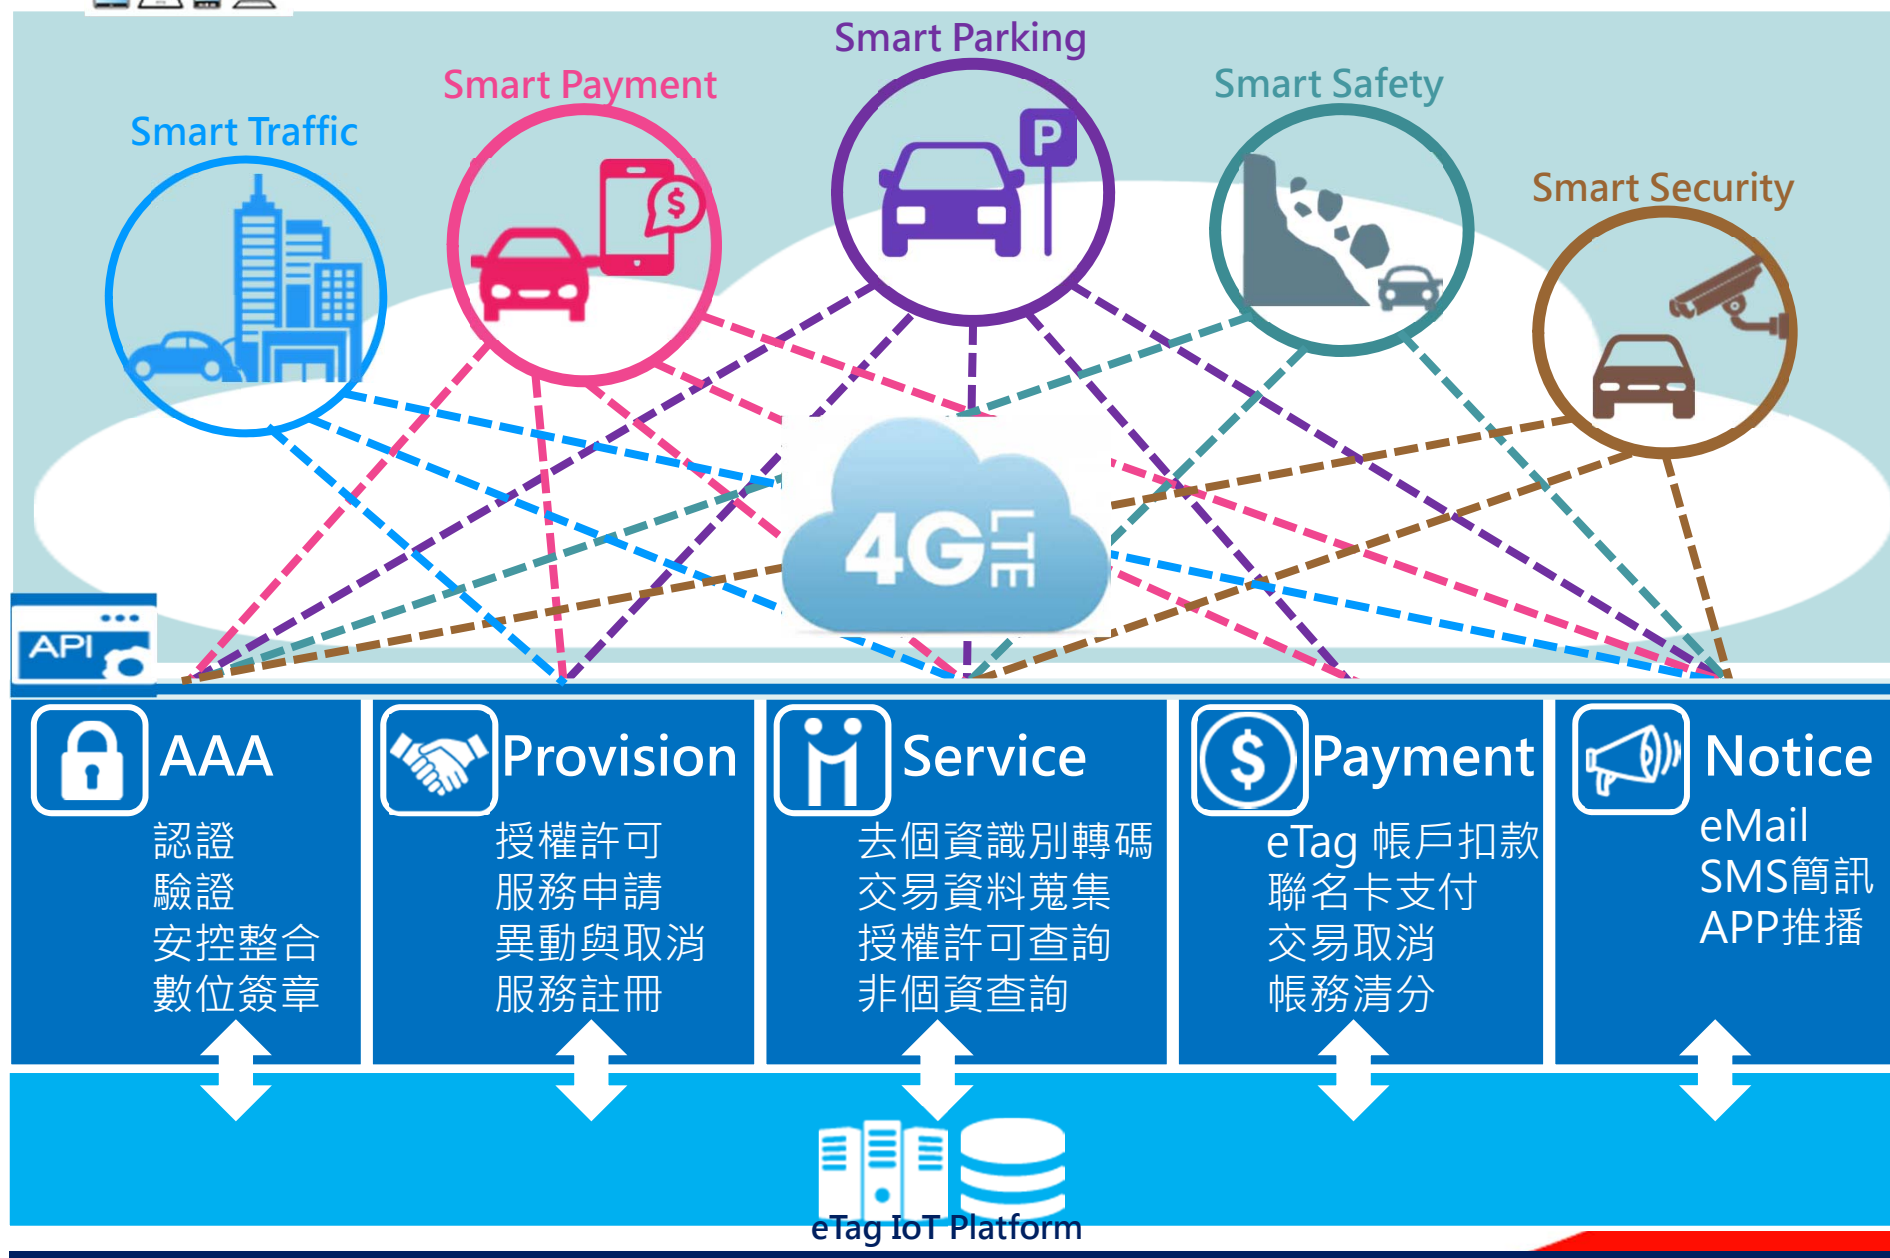 Smart Parking
Smart Payment
Smart Safety
Smart Traffic
Smart Security
P
$
4G LTE
API
AAA
認證
驗證
安控整合
數位簽章
Provision
授權許可
服務申請
異動與取消
服務註冊
Service
去個資識別轉碼
交易資料蒐集
授權許可查詢
非個資查詢
$
Payment
eTag 帳戶扣款
聯名卡支付
交易取消
帳務清分
Notice
eMail
SMS簡訊
APP推播
eTag IoT Platform